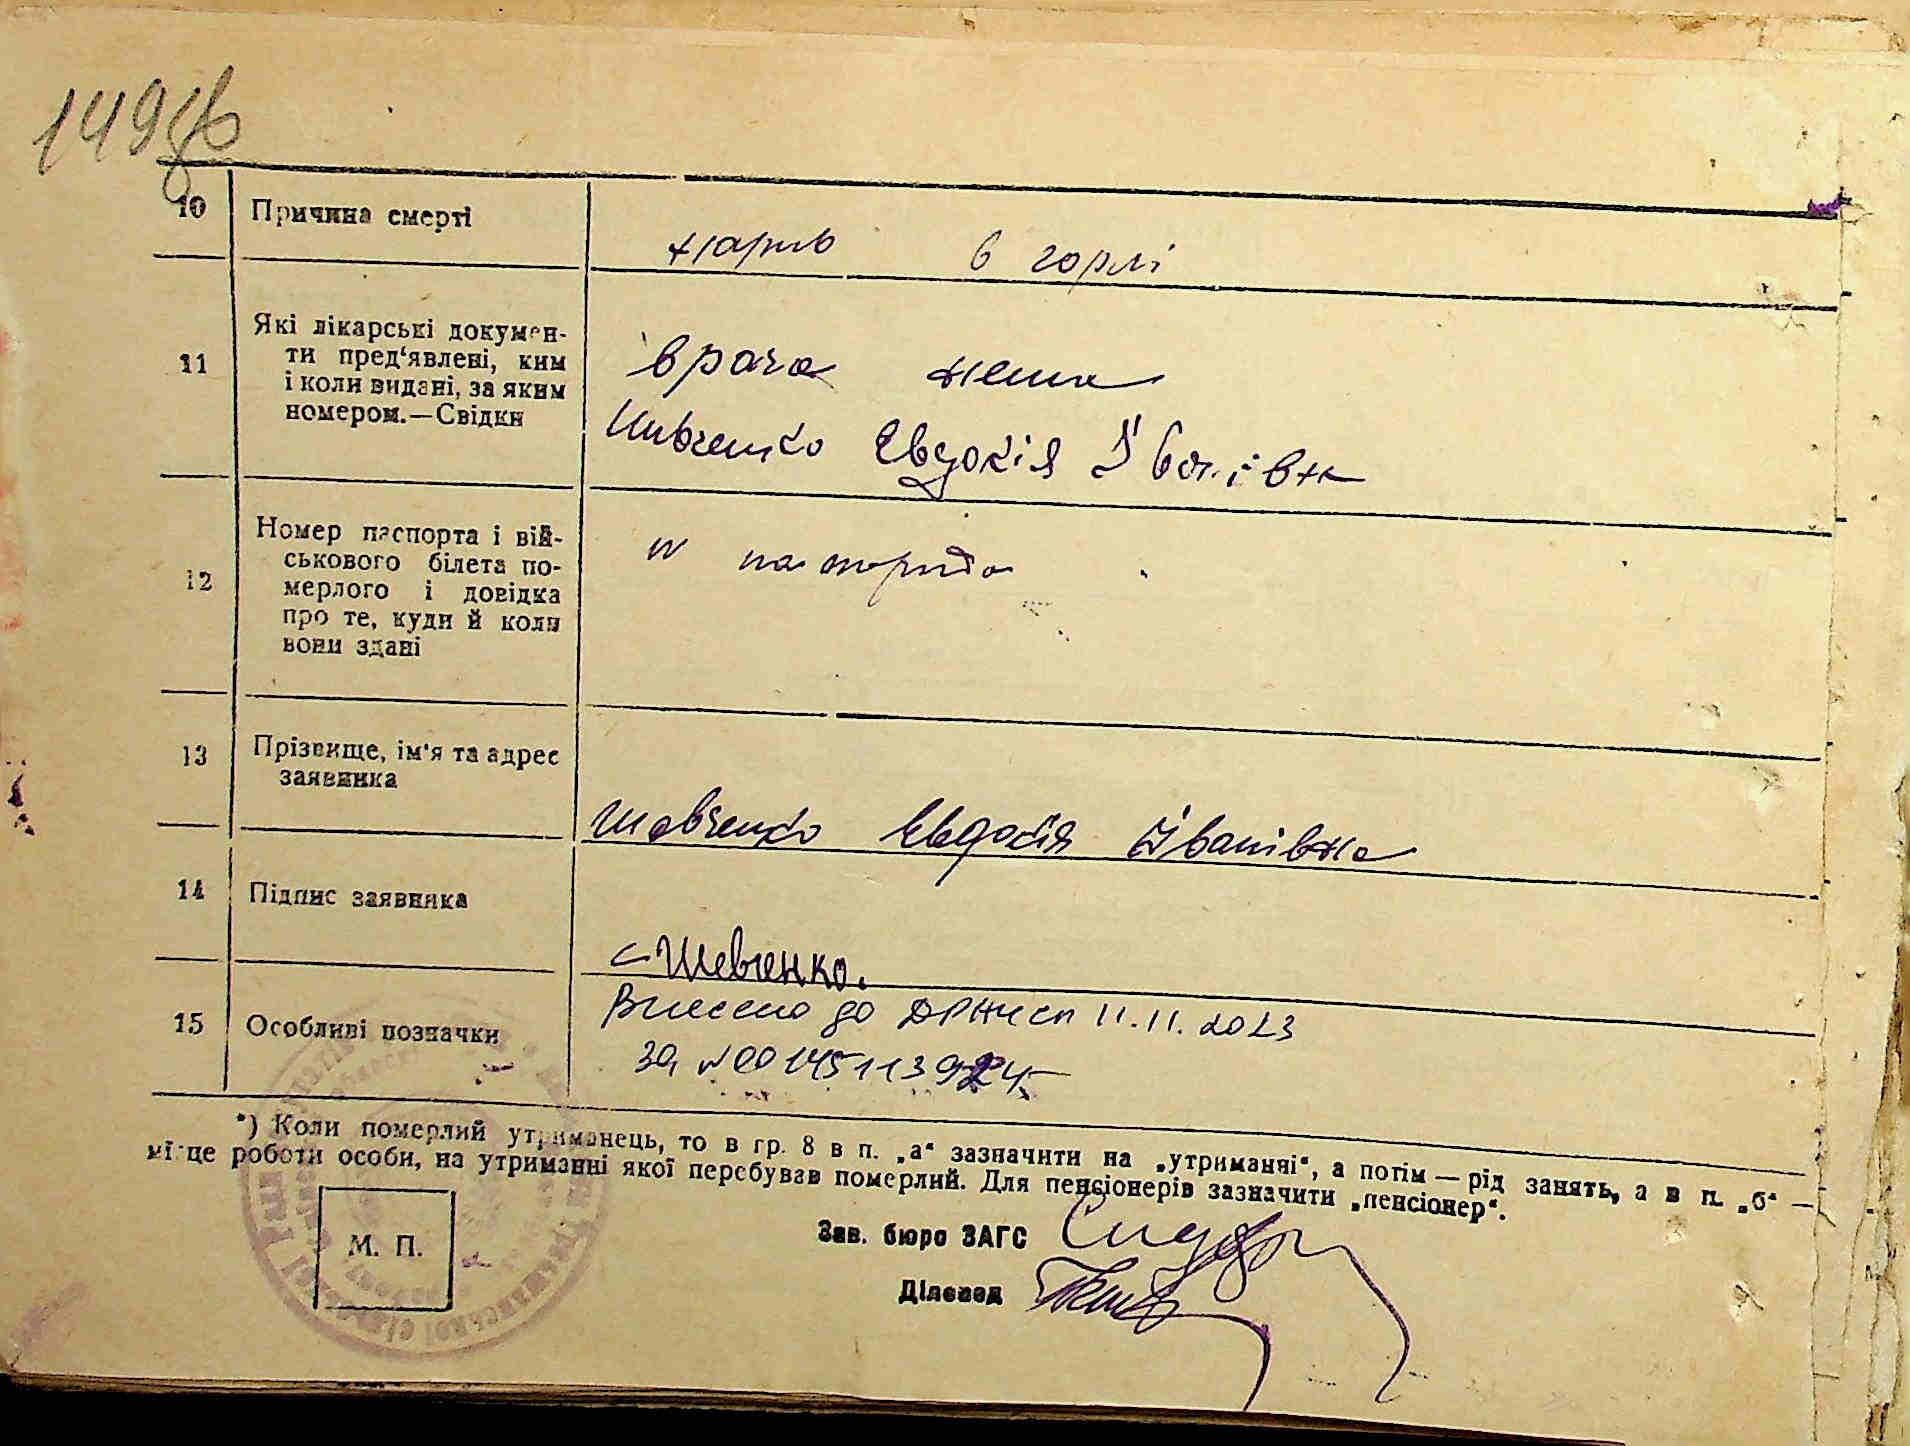 149зв
10 Причина смерті
нарив в горлі
11 Які лікарські докумен-
ти пред‘явлені, ким
і коли видані, за яким
номером.—Свідки
врача нема
Шевченко Євдокія Іванівна
12 Номер паспорта і вій-
ськового білета по-
мерлого і довідка
про те, куди й коли
вони здані
паспорта
13 Прізвище, ім'я та адрес
заявника
Шевченко Євдокія Іванівна
14 Підпис заявника
Шевченко.
15 Особливі позначки
Внесено до ДРАЦСГ 11.11.2023
за №00145113924
*) Коли померлий утриманець, то в гр. 8 в п. „а“ зазначити на „утриманні“, а потім — рід занять, а в п. „б“ —
місце роботи особи, на утриманні якої перебував померлий. Для пенсіонерів зазначити „пенсіонер“.
М. П.
Зав. бюро ЗАГС
Діловод